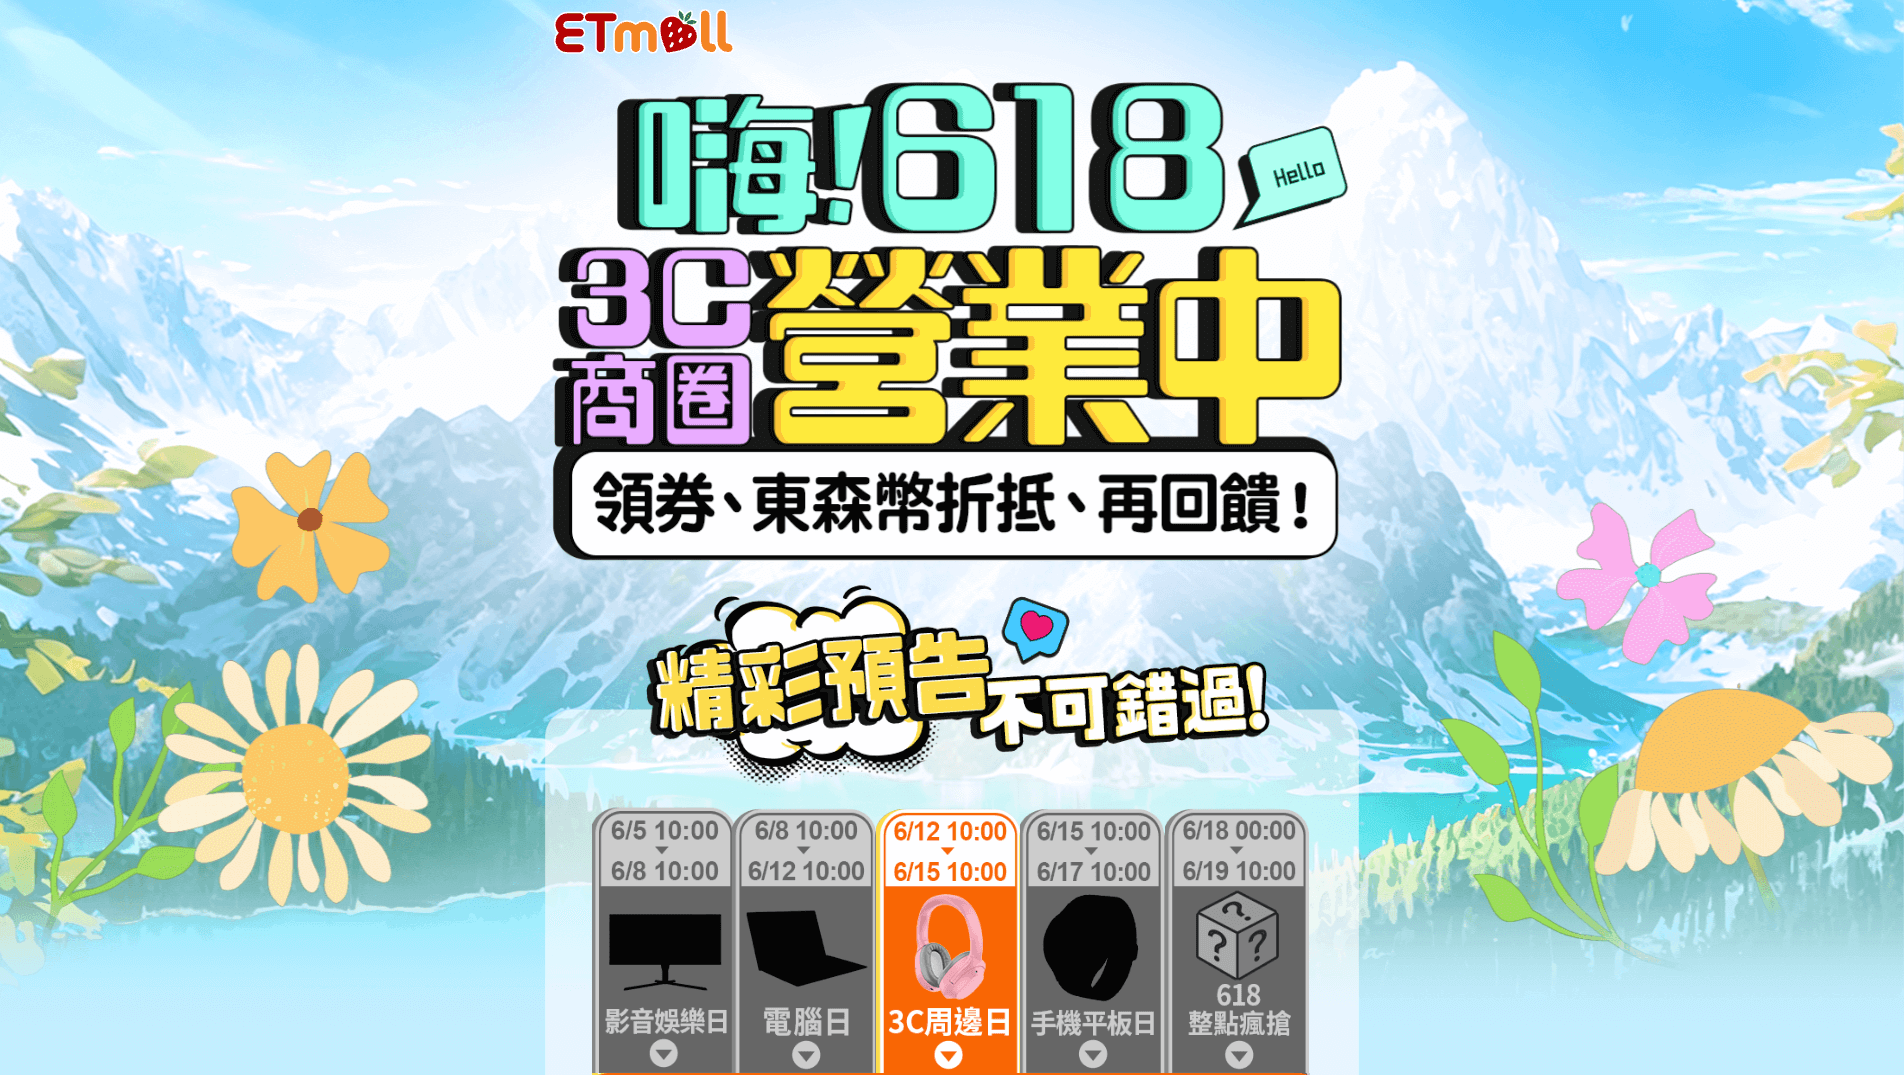 ETmall
嗨!618
Hello
3C商圈營業中
領券、東森幣折抵、再回饋!
精彩預告不可錯過!
6/5 10:00
6/8 10:00
影音娛樂日
6/8 10:00
6/12 10:00
電腦日
6/12 10:00
6/15 10:00
3C周邊日
6/15 10:00
6/17 10:00
手機平板日
6/18 00:00
6/19 10:00
? ? ?
618
整點瘋搶